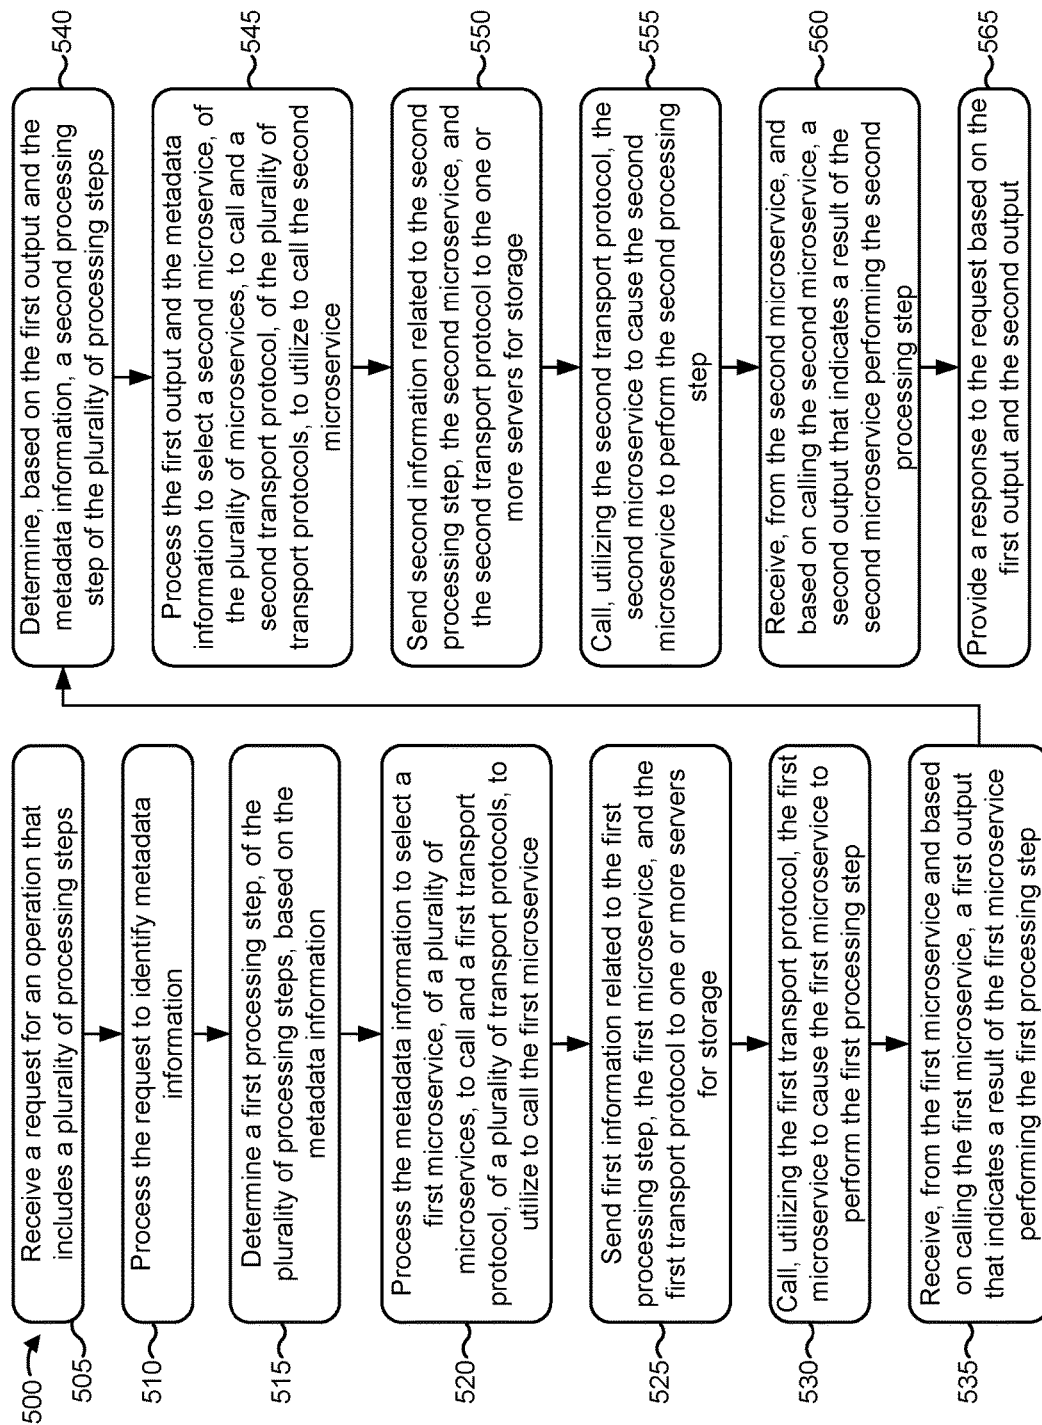 500
505
Receive a request for an operation that
includes a plurality of processing steps
510
Process the request to identify metadata
information
515
Determine a first processing step, of the
plurality of processing steps, based on the
metadata information
520
Process the metadata information to select a
first microservice, of a plurality of
microservices, to call and a first transport
protocol, of a plurality of transport protocols, to
utilize to call the first microservice
525
Send first information related to the first
processing step, the first microservice, and the
first transport protocol to one or more servers
for storage
530
Call, utilizing the first transport protocol, the first
microservice to cause the first microservice to
perform the first processing step
535
Receive, from the first microservice and based
on calling the first microservice, a first output
that indicates a result of the first microservice
performing the first processing step
540
Determine, based on the first output and the
metadata information, a second processing
step of the plurality of processing steps
545
Process the first output and the metadata
information to select a second microservice, of
the plurality of microservices, to call and a
second transport protocol, of the plurality of
transport protocols, to utilize to call the second
microservice
550
Send second information related to the second
processing step, the second microservice, and
the second transport protocol to the one or
more servers for storage
555
Call, utilizing the second transport protocol, the
second microservice to cause the second
microservice to perform the second processing
step
560
Receive, from the second microservice, and
based on calling the second microservice, a
second output that indicates a result of the
second microservice performing the second
processing step
565
Provide a response to the request based on the
first output and the second output